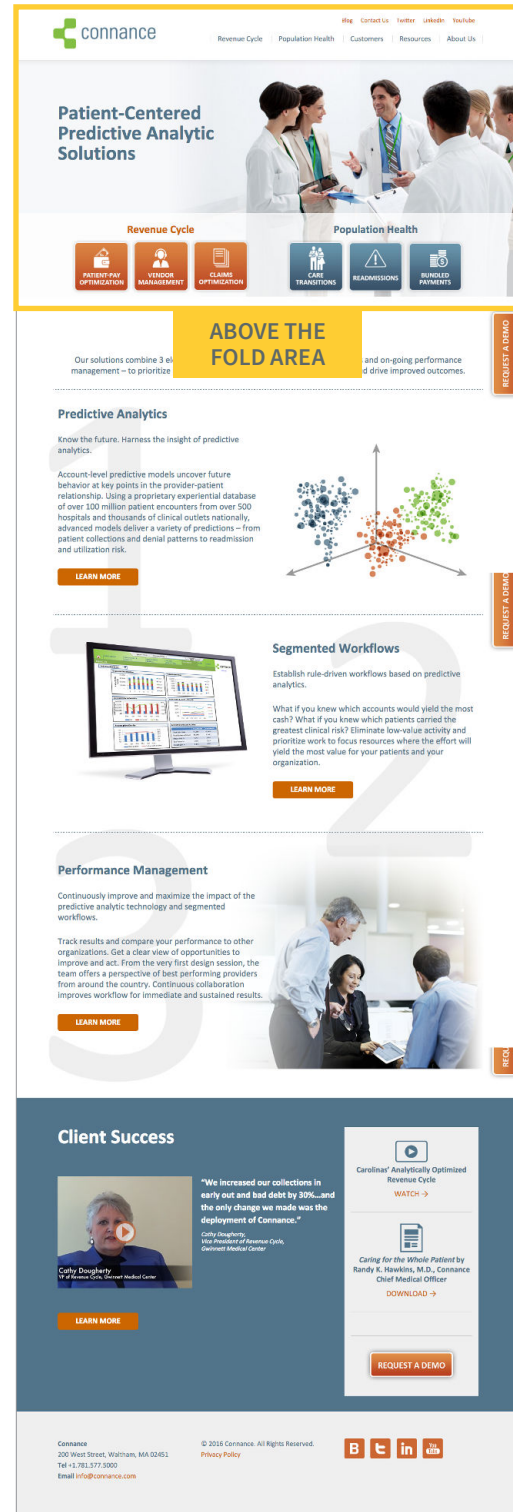 connance
Blog Contact Us Twitter LinkedIn YouTube
Revenue Cycle Population Health Customers Resources About Us
Patient-Centered
Predictive Analytic
Solutions
Revenue Cycle
Population Health
PATIENT-PAY
OPTIMIZATION
VENDOR
MANAGEMENT
CLAIMS
OPTIMIZATION
CARE
TRANSITIONS
READMISSIONS
BUNDLED
PAYMENTS
ABOVE THE
FOLD AREA
REQUEST A DEMO
Our solutions combine 3 el and on-going performance
management – to prioritize d drive improved outcomes.
1
Predictive Analytics
Know the future. Harness the insight of predictive
analytics.
Account-level predictive models uncover future
behavior at key points in the provider-patient
relationship. Using a proprietary experiential database
of over 100 million patient encounters from over 500
hospitals and thousands of clinical outlets nationally,
advanced models deliver a variety of predictions – from
patient collections and denial patterns to readmission
and utilization risk.
LEARN MORE
REQUEST A DEMO
2
Segmented Workflows
Establish rule-driven workflows based on predictive
analytics.
What if you knew which accounts would yield the most
cash? What if you knew which patients carried the
greatest clinical risk? Eliminate low-value activity and
prioritize work to focus resources where the effort will
yield the most value for your patients and your
organization.
LEARN MORE
3
Performance Management
Continuously improve and maximize the impact of the
predictive analytic technology and segmented
workflows.
Track results and compare your performance to other
organizations. Get a clear view of opportunities to
improve and act. From the very first design session, the
team offers a perspective of best performing providers
from around the country. Continuous collaboration
improves workflow for immediate and sustained results.
LEARN MORE
REQU
Client Success
"We increased our collections in
early out and bad debt by 30%...and
the only change we made was the
deployment of Connance."
Cathy Dougherty,
Vice President of Revenue Cycle,
Gwinnett Medical Center
Cathy Dougherty
VP of Revenue Cycle, Gwinnett Medical Center
LEARN MORE
Carolinas' Analytically Optimized
Revenue Cycle
WATCH →
Caring for the Whole Patient by
Randy K. Hawkins, M.D., Connance
Chief Medical Officer
DOWNLOAD →
REQUEST A DEMO
Connance
200 West Street, Waltham, MA 02451
Tel +1.781.577.5000
Email info@connance.com
© 2016 Connance. All Rights Reserved.
Privacy Policy
B t in You Tube